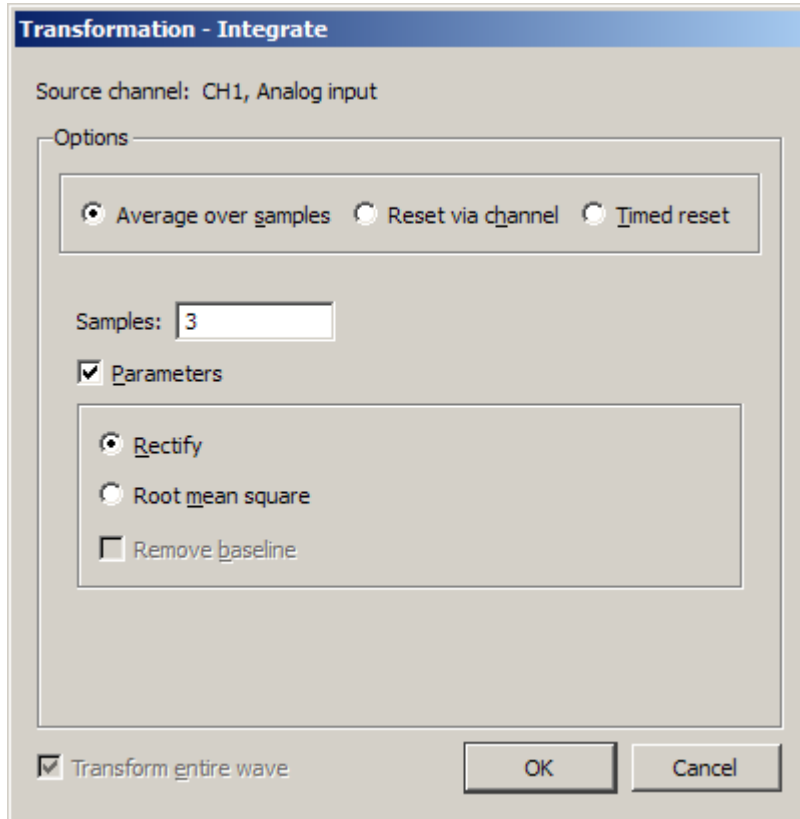 Transformation - Integrate
Source channel: CH1, Analog input
Options
Average over samples Reset via channel Timed reset
Samples: 3
Parameters
Rectify
Root mean square
Remove baseline
Transform entire wave OK Cancel